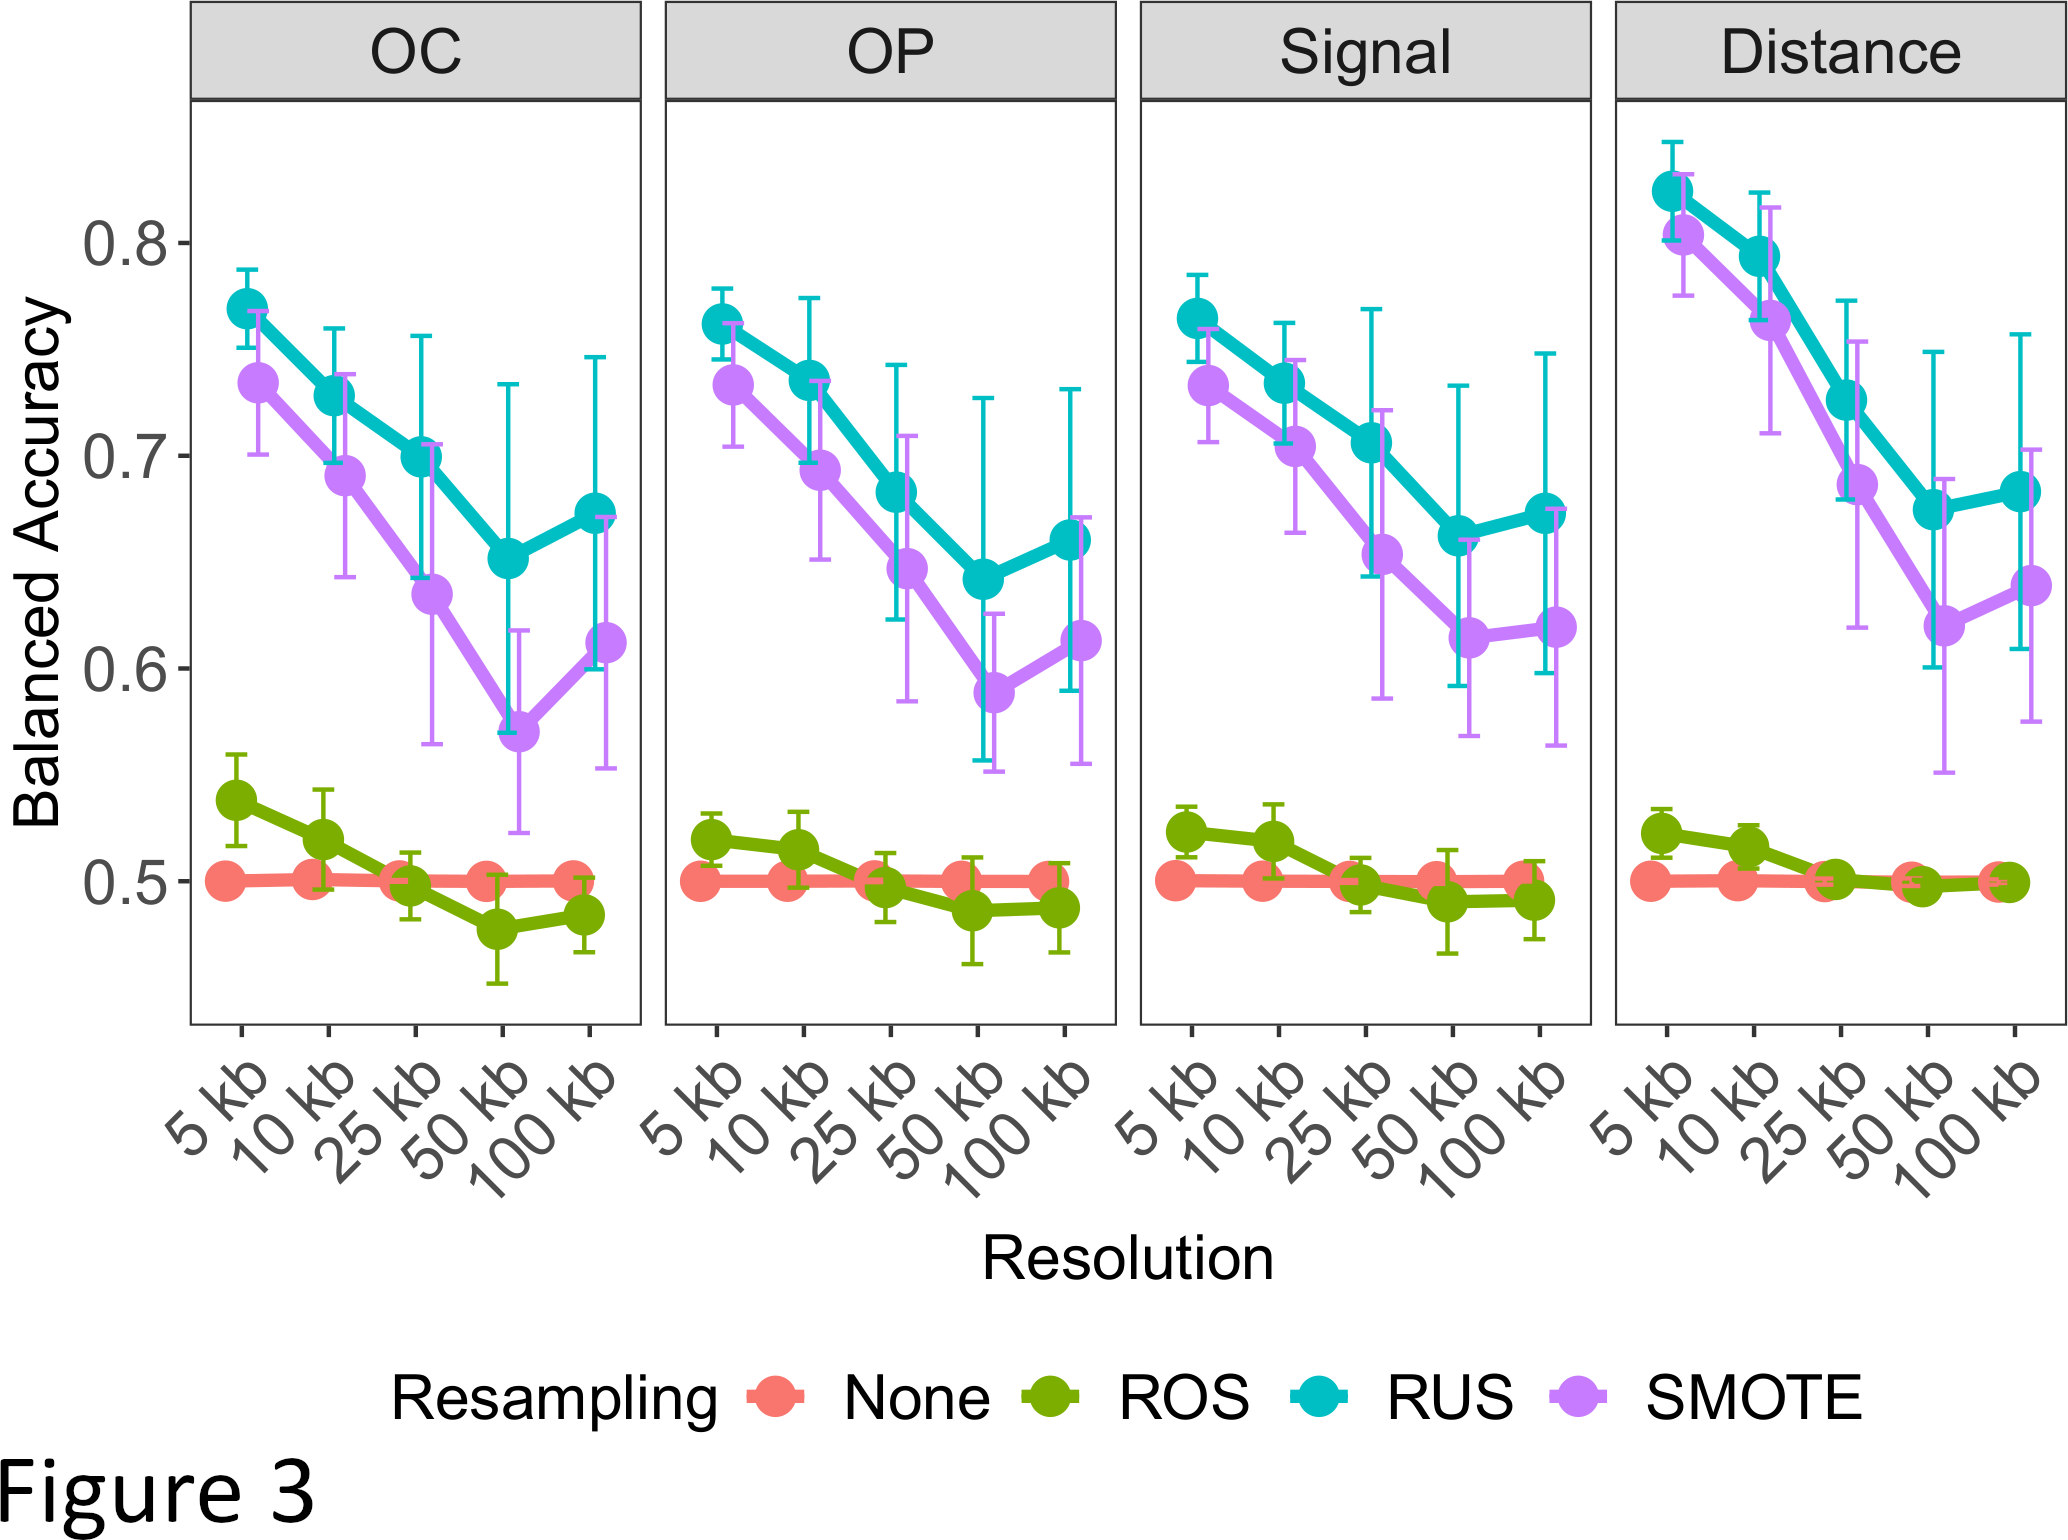 OC OP Signal Distance
Balanced Accuracy
0.8
0.7
0.6
0.5
5 kb 10 kb 25 kb 50 kb 100 kb 5 kb 10 kb 25 kb 50 kb 100 kb 5 kb 10 kb 25 kb 50 kb 100 kb 5 kb 10 kb 25 kb 50 kb 100 kb
Resolution
Resampling None ROS RUS SMOTE
Figure 3